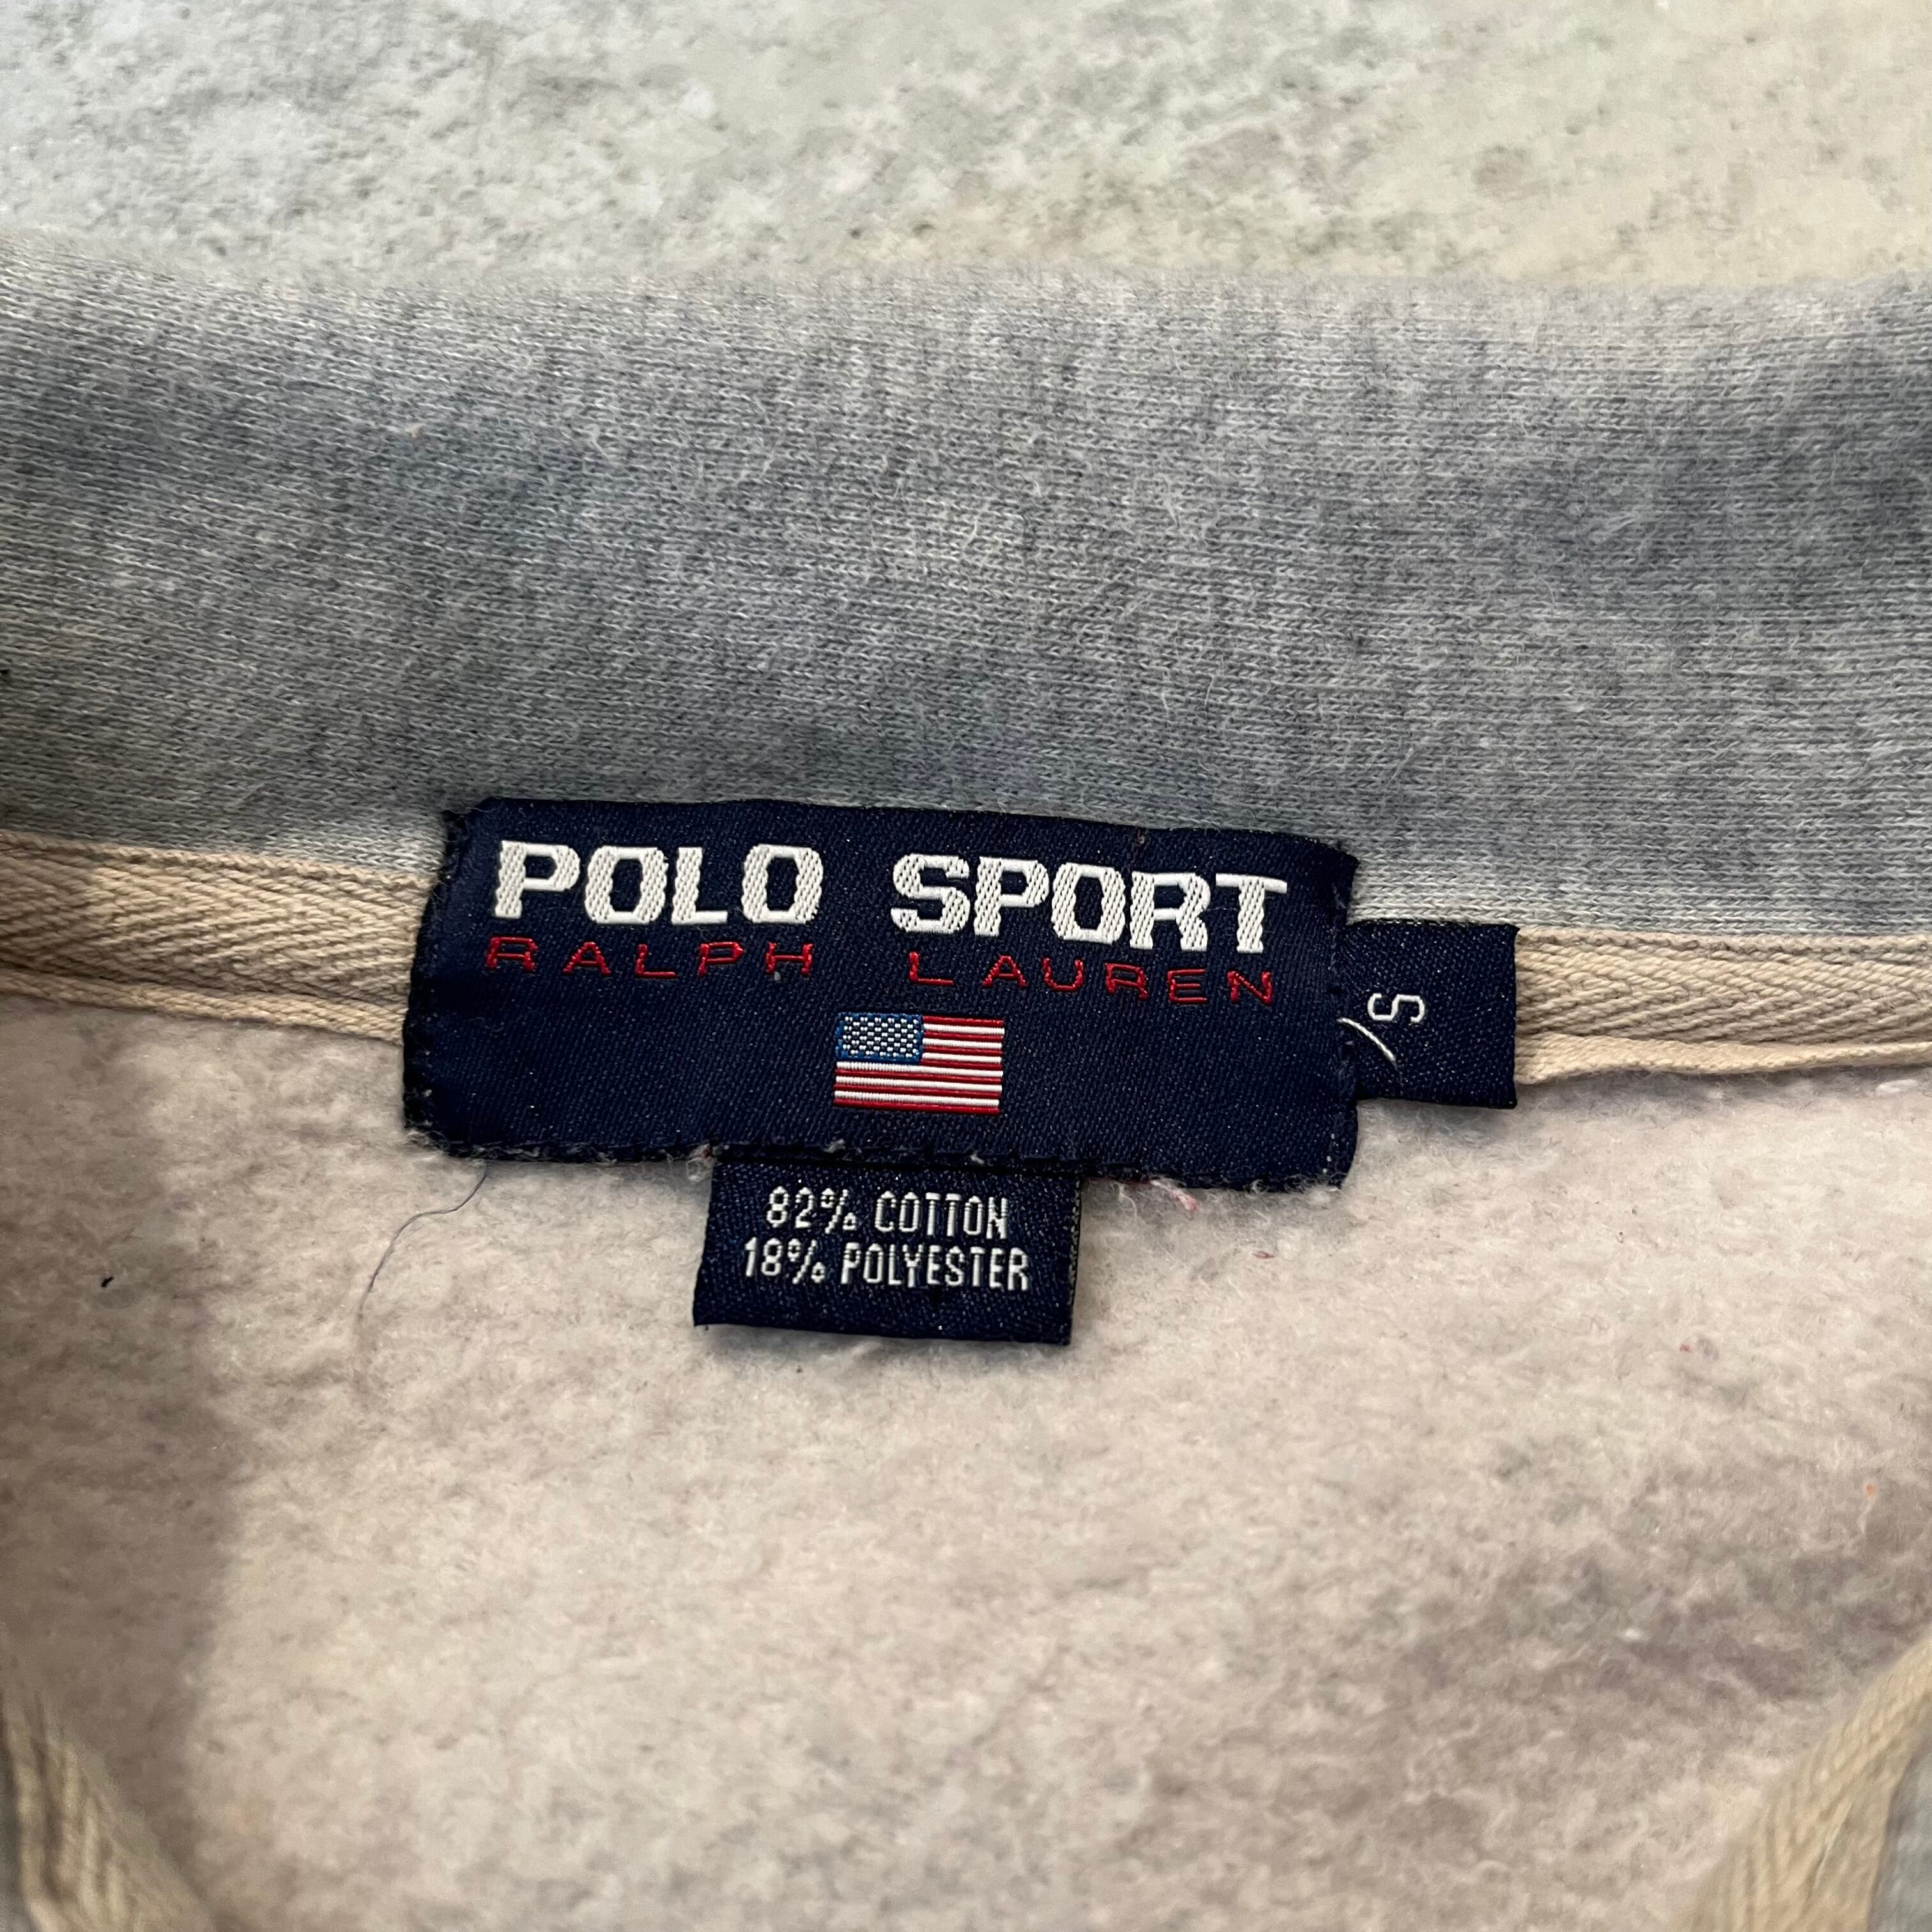 POLO SPORT
RALPH LAUREN
S
82% COTTON
18% POLYESTER